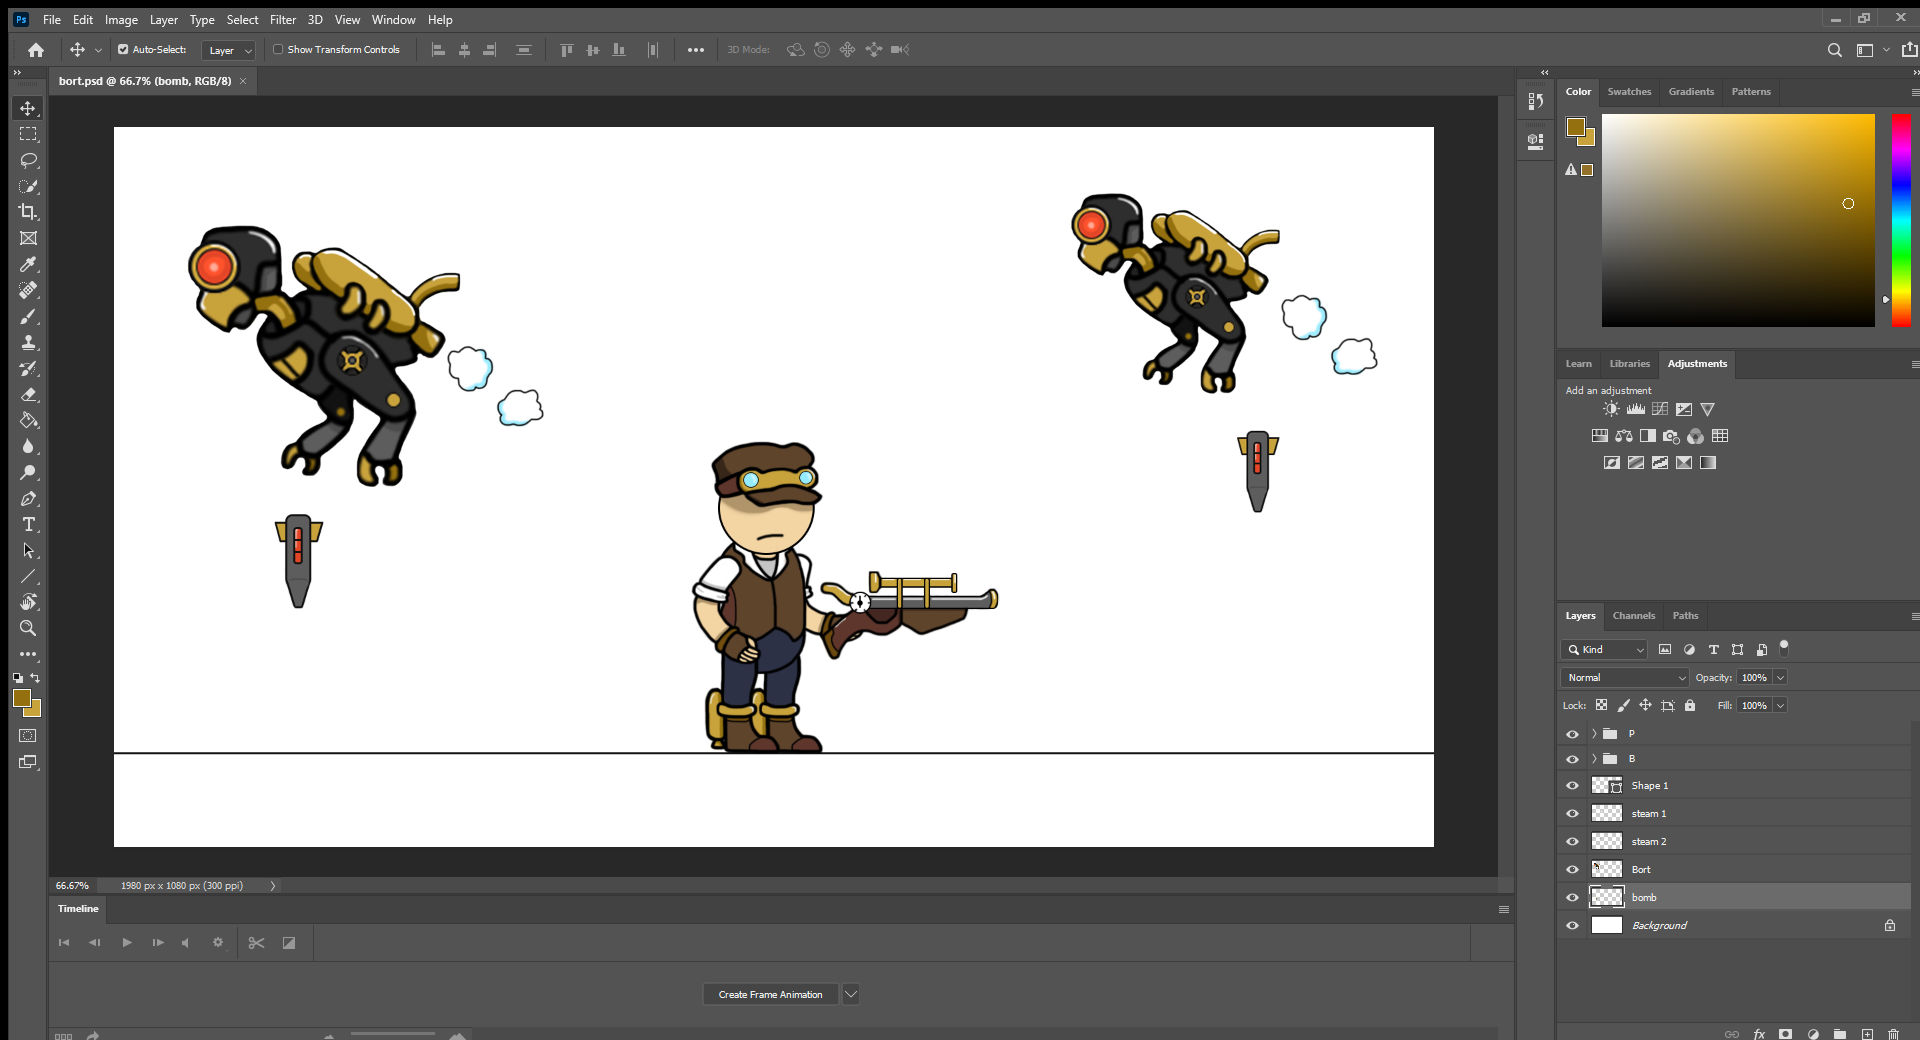 Ps File Edit Image Layer Type Select Filter 3D View Window Help
Auto-Select: Layer Show Transform Controls 3D Mode:
bort.psd @ 66.7% (bomb, RGB/8)
Color Swatches Gradients Patterns
Learn Libraries Adjustments
Add an adjustment
Layers Channels Paths
Kind
Normal Opacity: 100%
Lock: Fill: 100%
P
B
Shape 1
steam 1
steam 2
Bort
bomb
Background
fx
66.67% 1980 px x 1080 px (300 ppi)
Timeline
Create Frame Animation